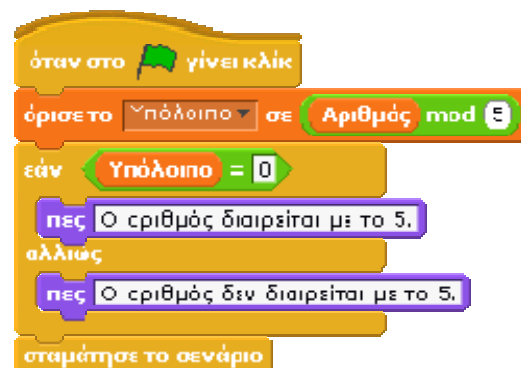 όταν στο γίνει κλίκ
όρισε το Υπόλοιπο σε Αριθμός mod 5
εάν Υπόλοιπο = 0
πες Ο αριθμός διαιρείται με το 5.
αλλιώς
πες Ο αριθμός δεν διαιρείται με το 5.
σταμάτησε το σενάριο